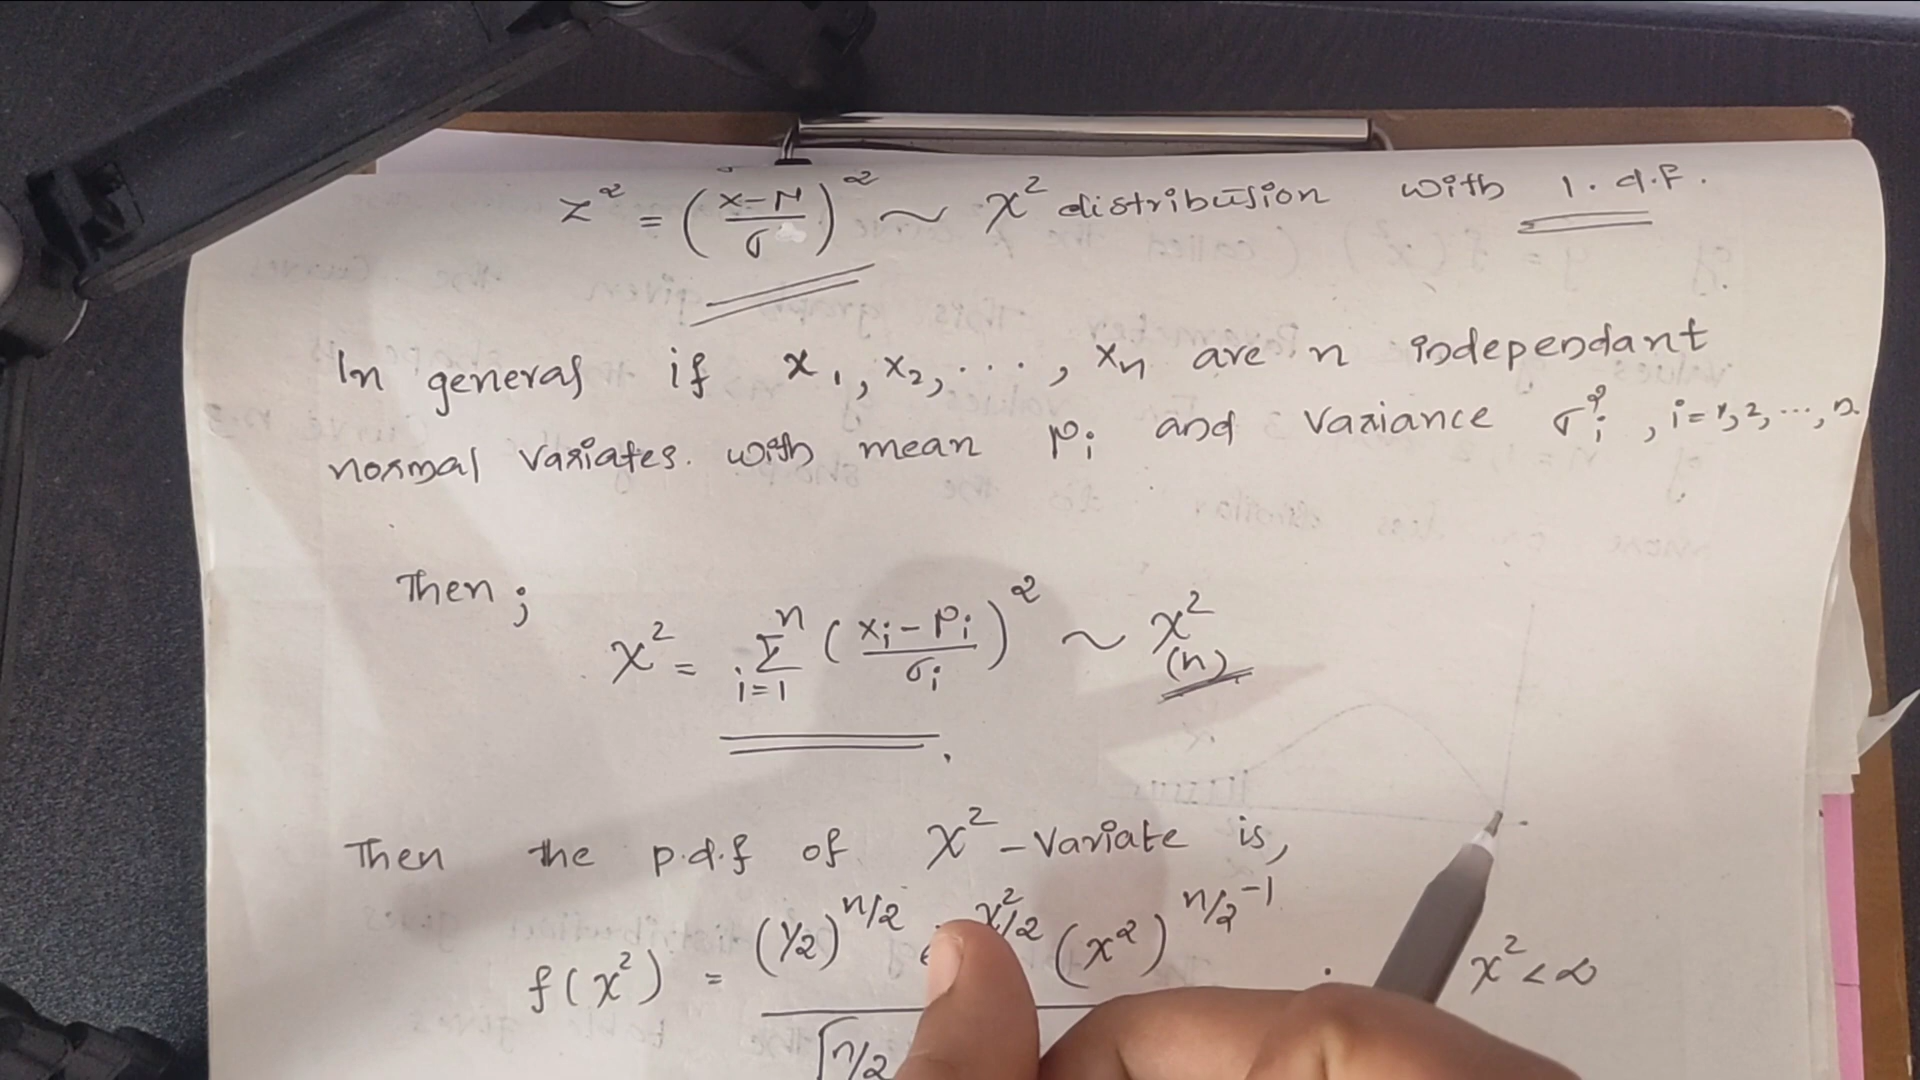 z² = (x-μ/σ)² ~ χ² distribution with 1. d.f.
In general if x₁, x₂, ..., xn are n independant
normal variates. with mean μi and variance σi², i=1,2,...,n.
Then;
χ² = Σ i=1 n (xi-μi/σi)² ~ χ²(n)
Then the p.d.f of χ²-variate is,
f(χ²) = (1/2)^n/2 e χ²/2 (χ²)^n/2-1 / Γn/2 χ²<∞